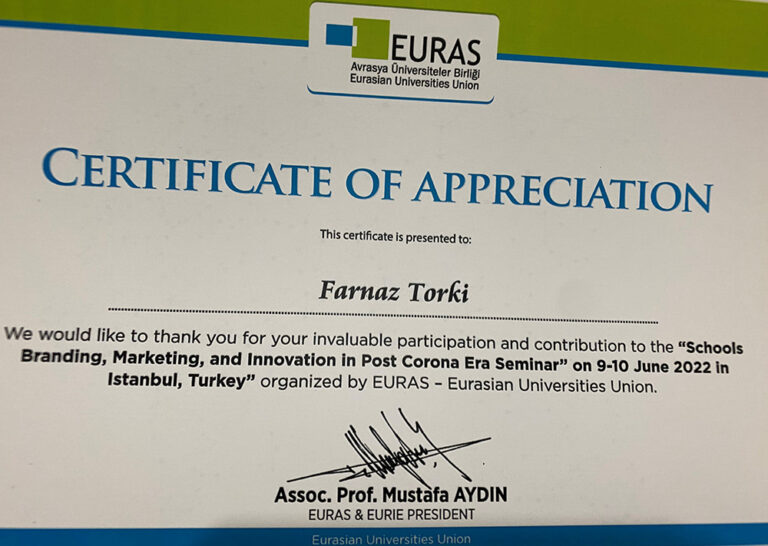 EURAS
Avrasya Üniversiteler Birliği
Eurasian Universities Union
CERTIFICATE OF APPRECIATION
This certificate is presented to:
Farnaz Torki
We would like to thank you for your invaluable participation and contribution to the “Schools
Branding, Marketing, and Innovation in Post Corona Era Seminar” on 9-10 June 2022 in
Istanbul, Turkey” organized by EURAS – Eurasian Universities Union.
Assoc. Prof. Mustafa AYDIN
EURAS & EURIE PRESIDENT
Eurasian Universities Union